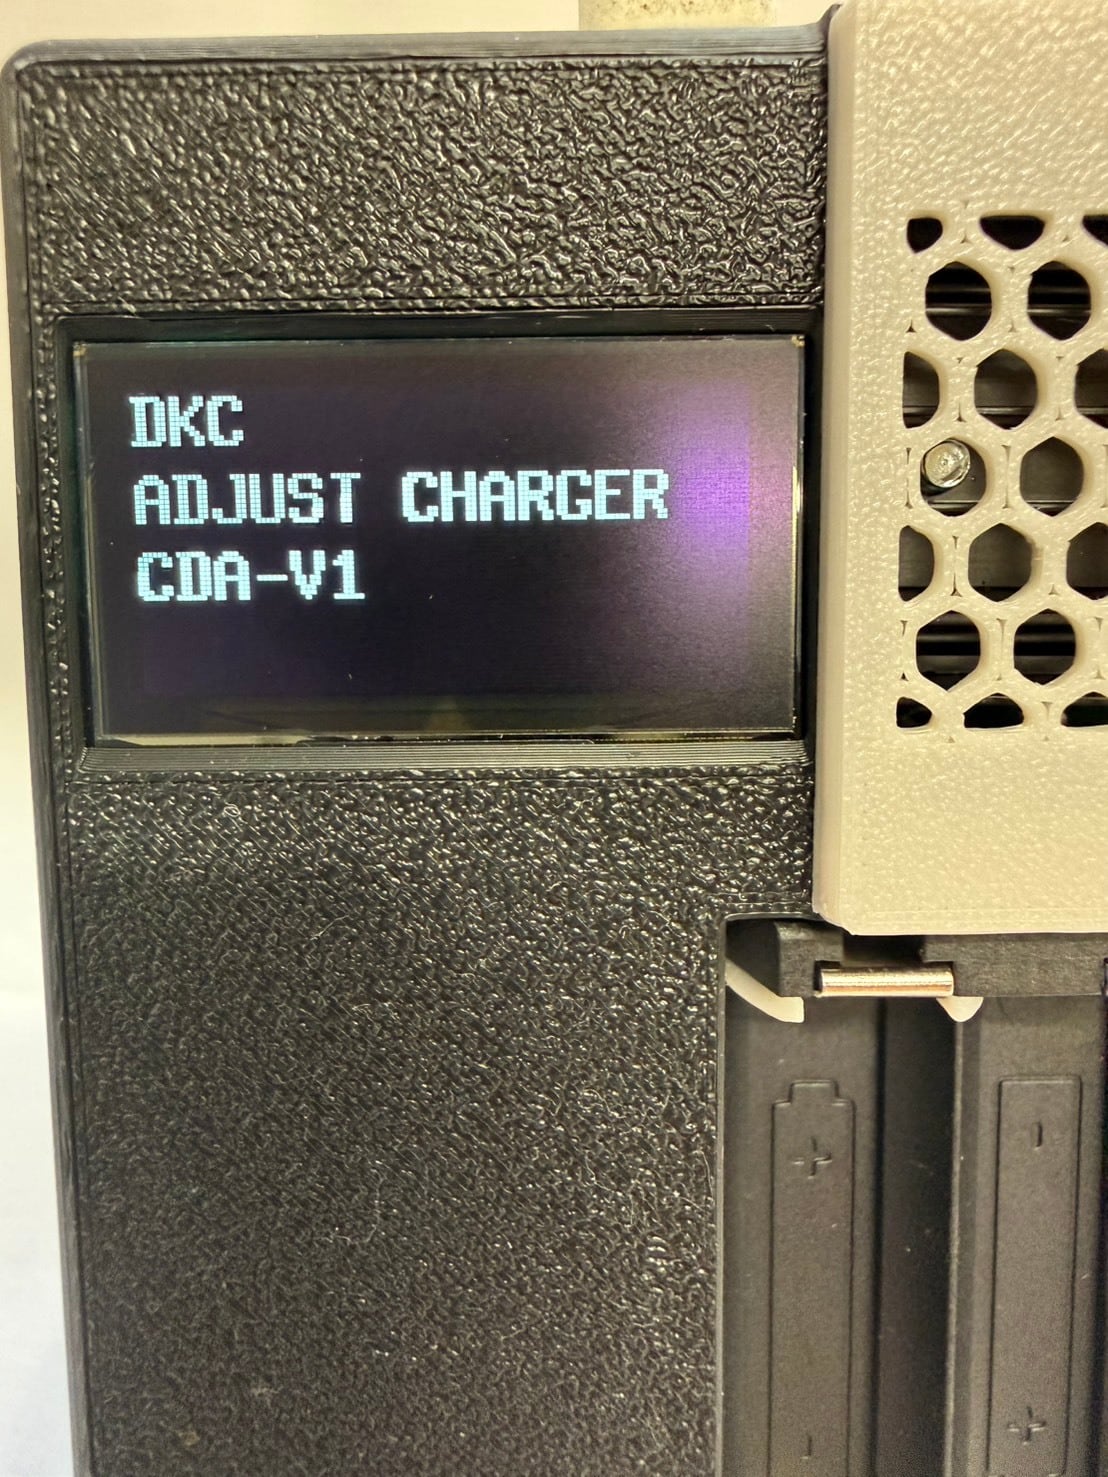 DKC
ADJUST CHARGER
CDA-V1
+
-
-
+